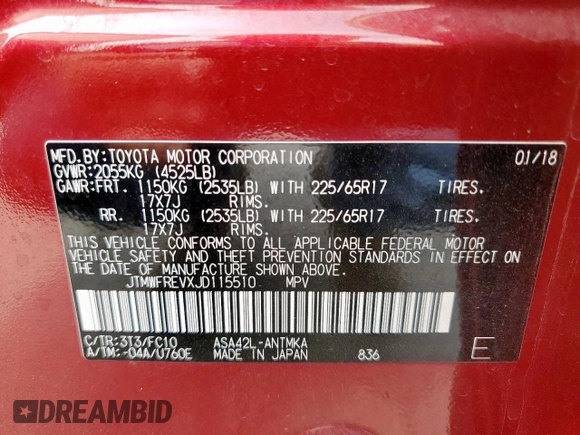 MFD.BY:TOYOTA MOTOR CORPORATION 01/18
GVWR:2055KG (4525LB)
GAWR:FRT. 1150KG (2535LB) WITH 225/65R17 TIRES.
17X7J RIMS.
RR. 1150KG (2535LB) WITH 225/65R17 TIRES.
17X7J RIMS.
THIS VEHICLE CONFORMS TO ALL APPLICABLE FEDERAL MOTOR
VEHICLE SAFETY AND THEFT PREVENTION STANDARDS IN EFFECT ON
THE DATE OF MANUFACTURE SHOWN ABOVE.
JTMWFREVXJD115510 MPV
C/TR:3T3/FC10 ASA42L-ANTMKA
A/TM:-04A/U760E MADE IN JAPAN 836 E
DREAMBID